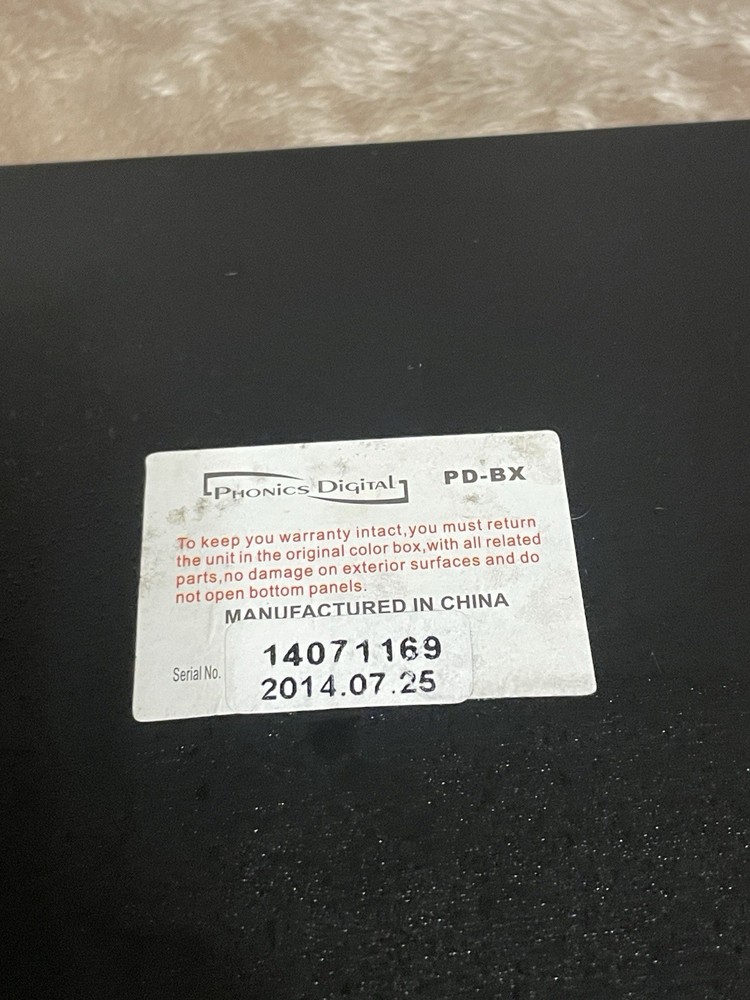 PHONICS DIGITAL PD-BX
To keep you warranty intact,you must return
the unit in the original color box,with all related
parts,no damage on exterior surfaces and do
not open bottom panels.
MANUFACTURED IN CHINA
Serial No. 14071169
2014.07.25